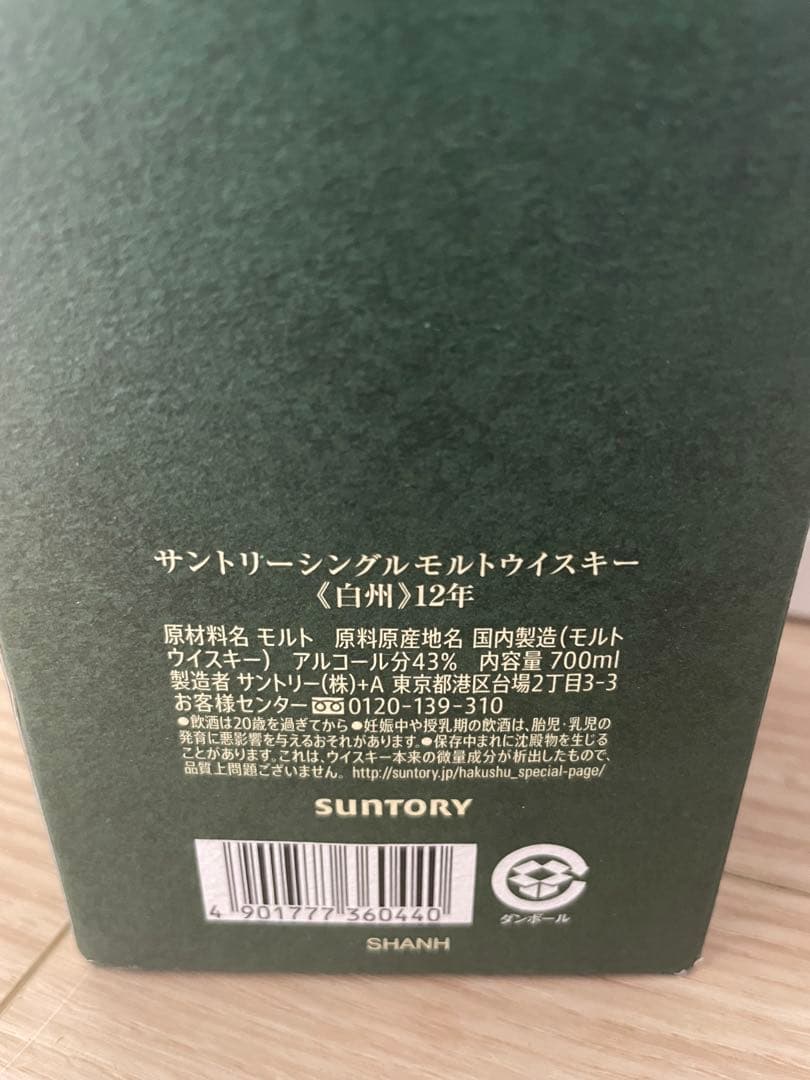 サントリーシングルモルトウイスキー
《白州》12年
原材料名 モルト　原料原産地名 国内製造(モルト
ウイスキー)　アルコール分43%　内容量 700ml
製造者 サントリー(株)+A 東京都港区台場2丁目3-3
お客様センター 0120-139-310
●飲酒は20歳を過ぎてから●妊娠中や授乳期の飲酒は、胎児・乳児の
発育に悪影響を与えるおそれがあります。●保存中まれに沈殿物を生じる
ことがあります。これは、ウイスキー本来の微量成分が析出したもので、
品質上問題ございません。 http://suntory.jp/hakushu_special-page/
SUNTORY
4 901777 360440
ダンボール
SHANH